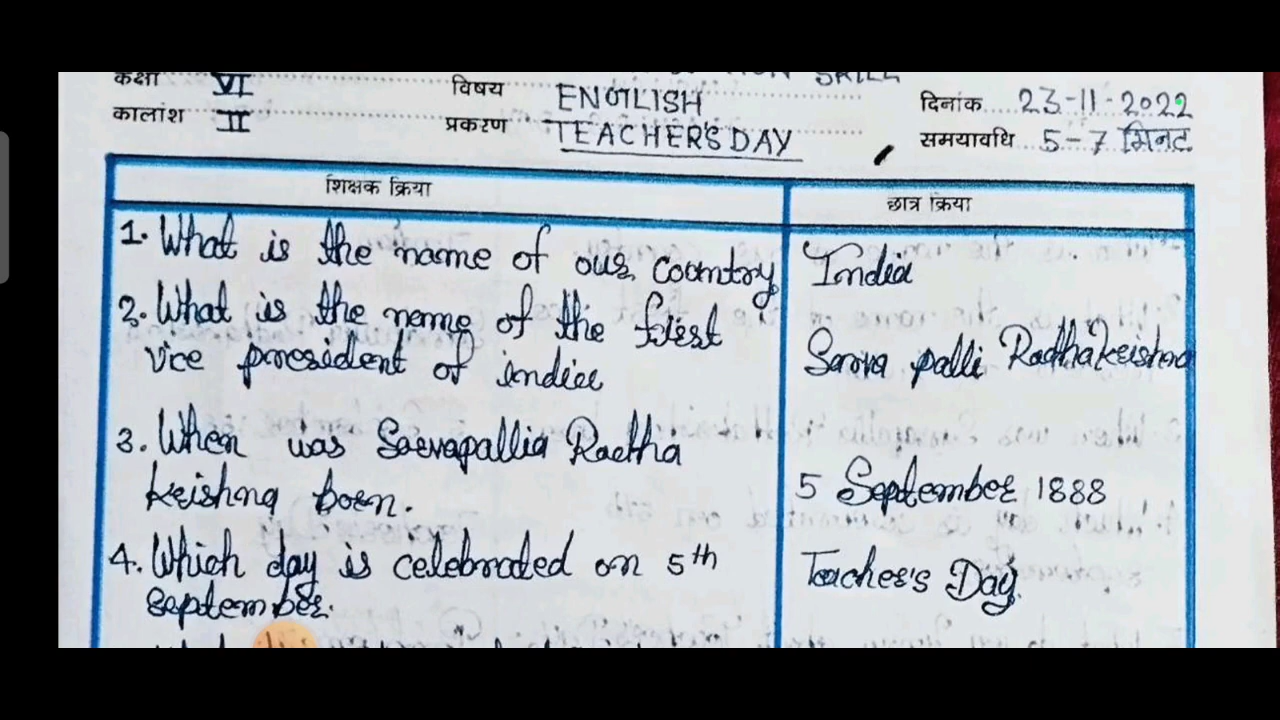 SKILL
कक्षा VI विषय ENGLISH दिनांक 23-11-2022
कालांश II प्रकरण TEACHER'S DAY समयावधि 5-7 मिनट
शिक्षक क्रिया छात्र क्रिया
1. What is the name of our country India
2. What is the name of the first
vice president of india Sarva palli Radhakrishna
3. When was Sarvapallia Radha
krishna born. 5 September 1888
4. Which day is celebrated on 5th Teacher's Day.
september.